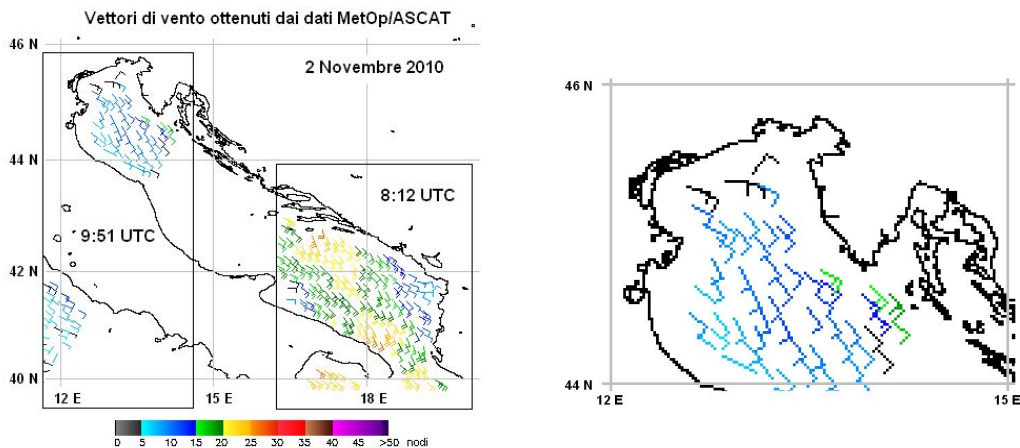 Vettori di vento ottenuti dai dati MetOp/ASCAT
46 N
2 Novembre 2010
44 N
8:12 UTC
9:51 UTC
42 N
40 N
12 E
15 E
18 E
0 5 10 15 20 25 30 35 40 45 >50 nodi
46 N
44 N
12 E
15 E